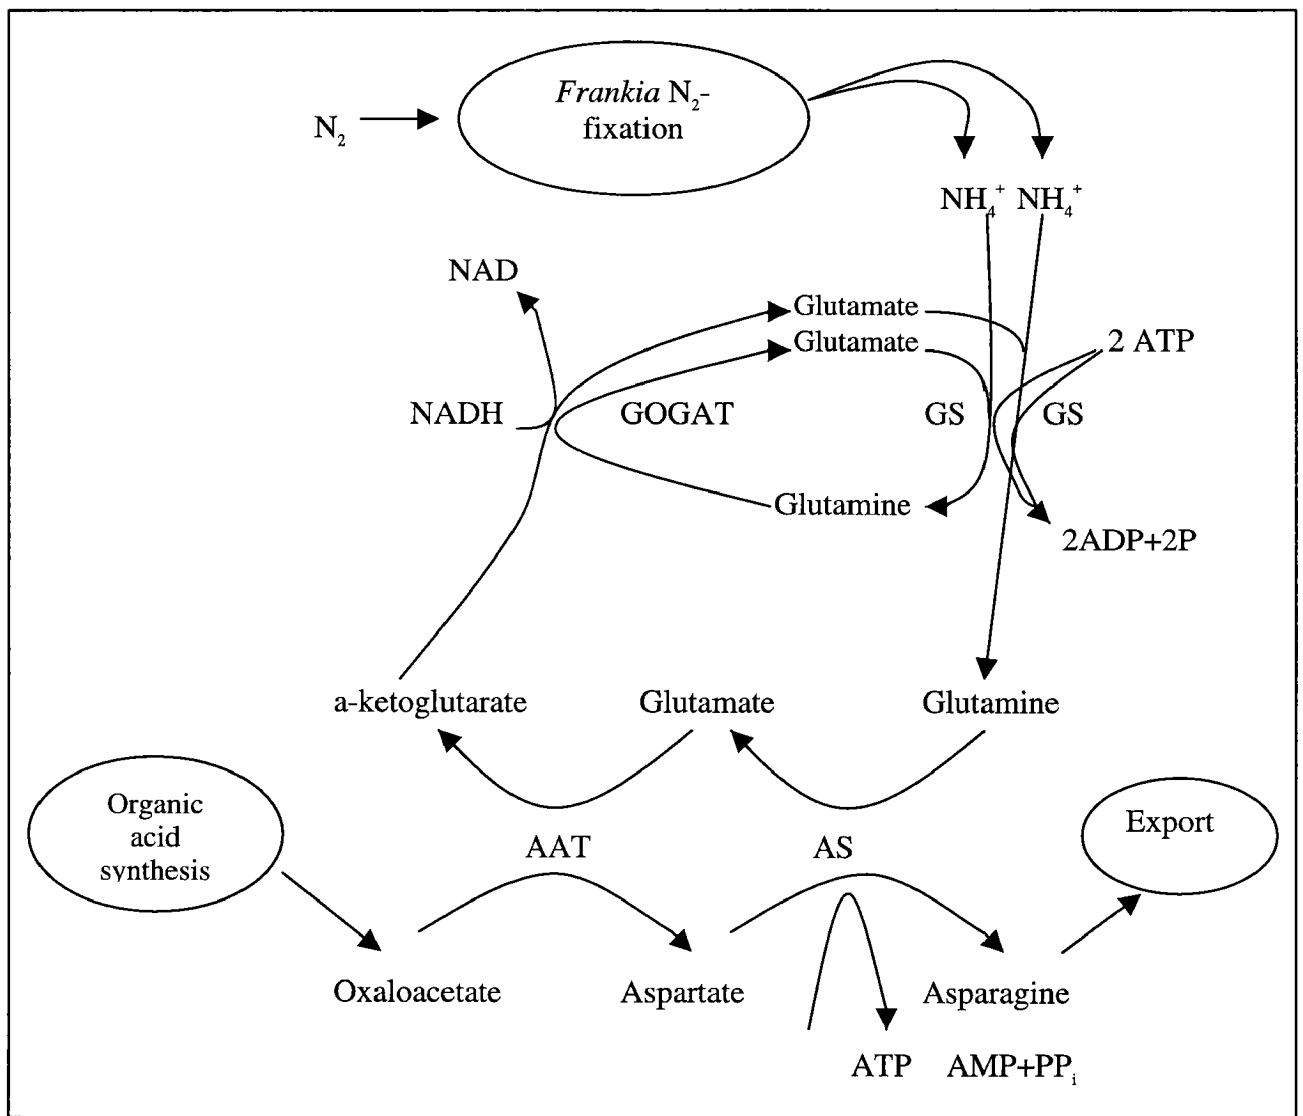 Frankia N₂-
fixation
N₂
NH₄⁺ NH₄⁺
NAD
Glutamate
Glutamate
2 ATP
NADH
GOGAT
GS
GS
Glutamine
2ADP+2P
a-ketoglutarate
Glutamate
Glutamine
Organic
acid
synthesis
Export
AAT
AS
Oxaloacetate
Aspartate
Asparagine
ATP
AMP+PPᵢ